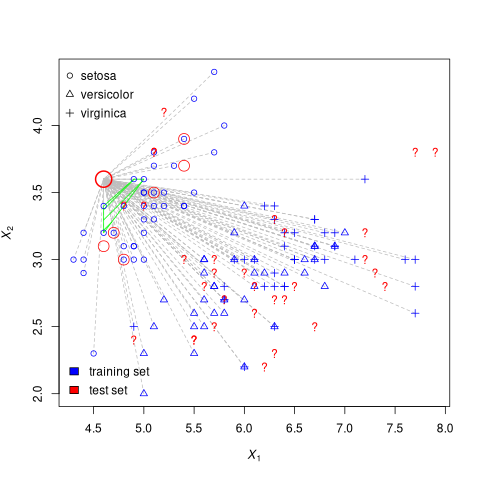 setosa
versicolor
virginica
X₂
4.0
3.5
3.0
2.5
2.0
training set
test set
4.5 5.0 5.5 6.0 6.5 7.0 7.5 8.0
X₁